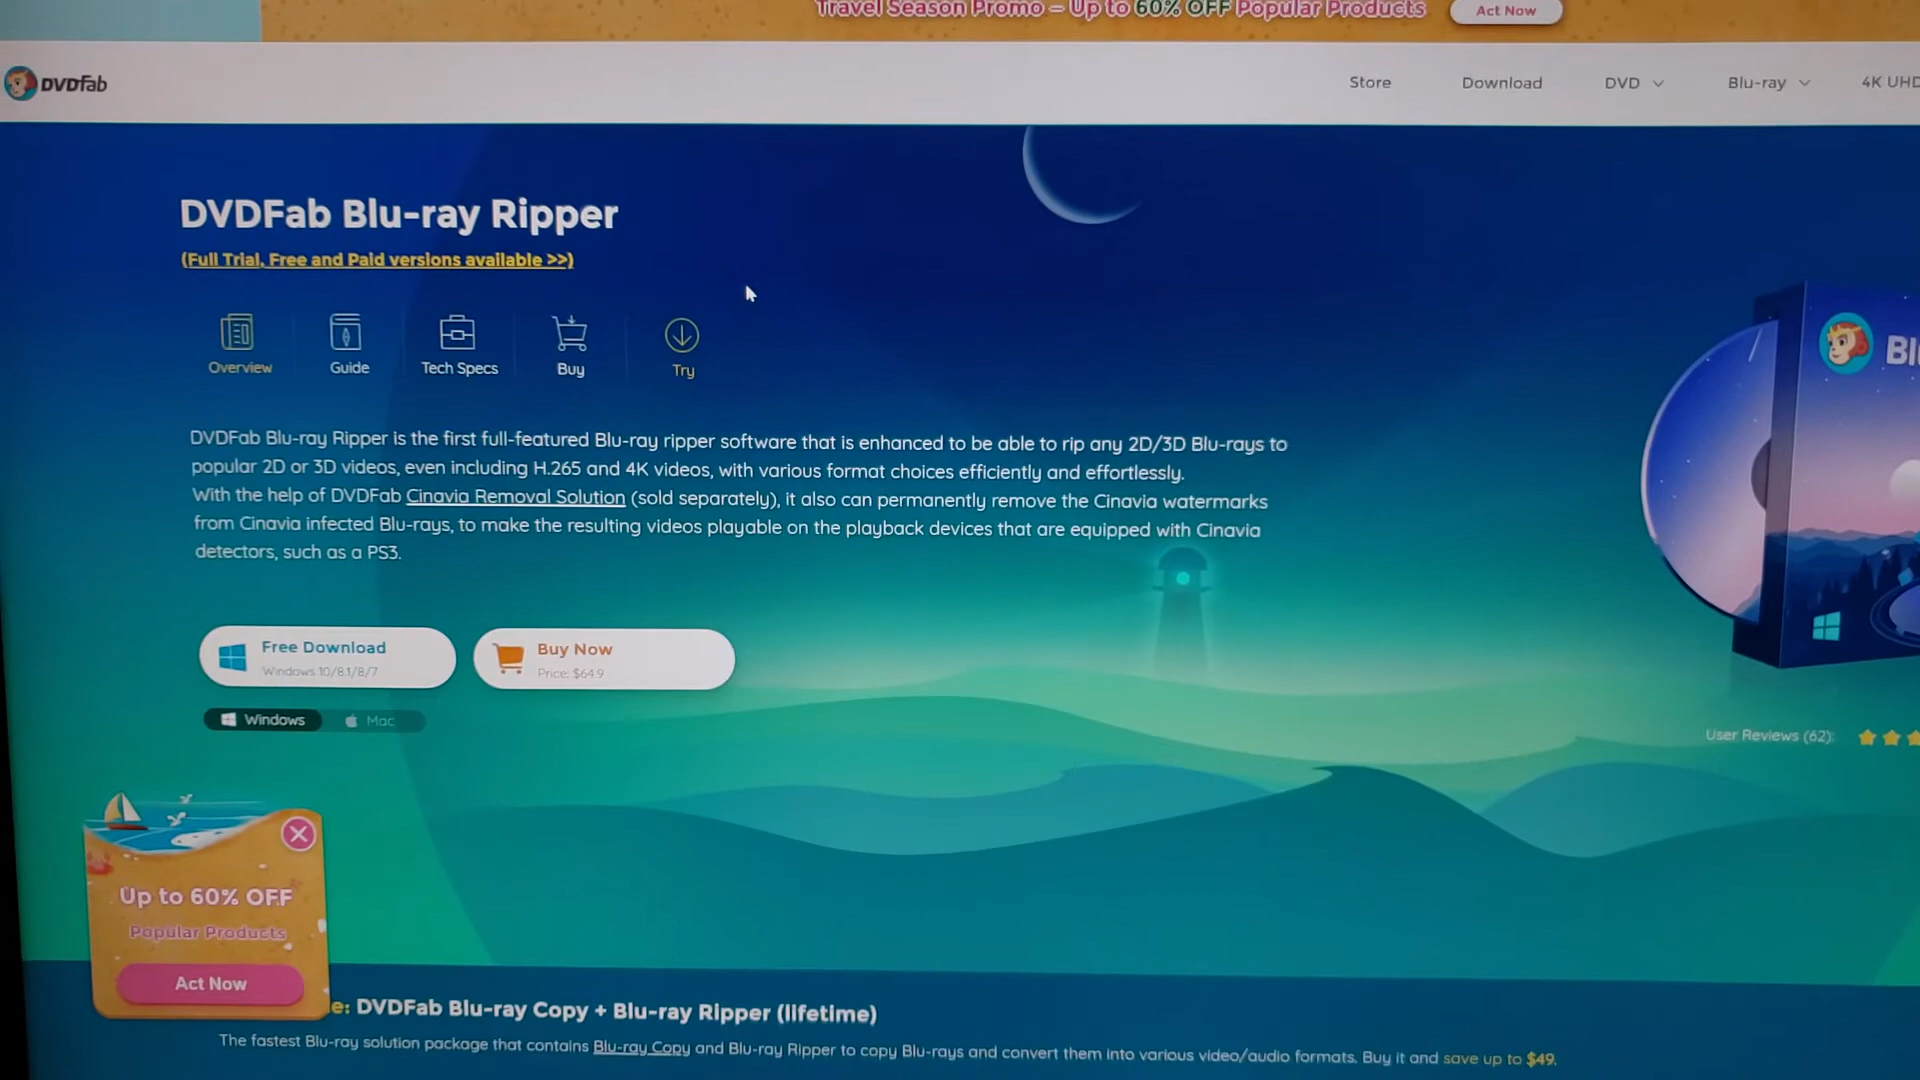 Travel Season Promo – Up to 60% OFF Popular Products
Act Now
DVDFab
Store
Download
DVD
Blu-ray
4K UHD
DVDFab Blu-ray Ripper
(Full Trial, Free and Paid versions available >>)
Overview
Guide
Tech Specs
Buy
Try
DVDFab Blu-ray Ripper is the first full-featured Blu-ray ripper software that is enhanced to be able to rip any 2D/3D Blu-rays to
popular 2D or 3D videos, even including H.265 and 4K videos, with various format choices efficiently and effortlessly.
With the help of DVDFab Cinavia Removal Solution (sold separately), it also can permanently remove the Cinavia watermarks
from Cinavia infected Blu-rays, to make the resulting videos playable on the playback devices that are equipped with Cinavia
detectors, such as a PS3.
Free Download
Windows 10/8.1/8/7
Buy Now
Price: $64.9
Windows
Mac
User Reviews (62):
Up to 60% OFF
Popular Products
Act Now
e: DVDFab Blu-ray Copy + Blu-ray Ripper (lifetime)
The fastest Blu-ray solution package that contains Blu-ray Copy and Blu-ray Ripper to copy Blu-rays and convert them into various video/audio formats. Buy it and save up to $49.